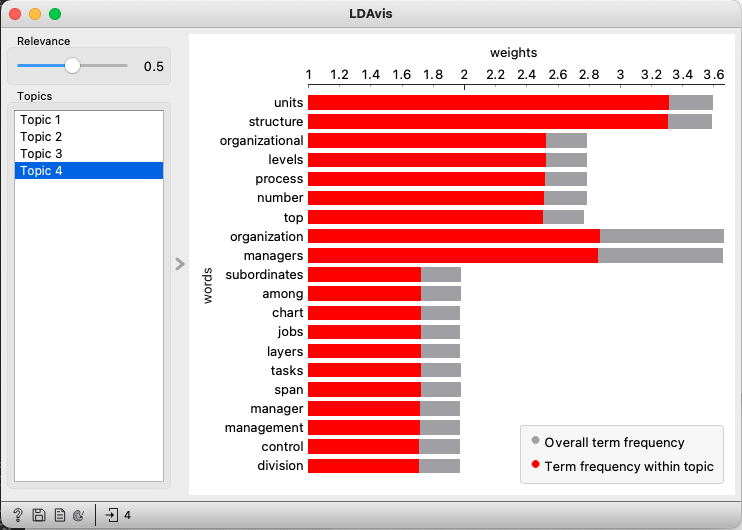 LDAvis
Relevance
0.5
Topics
Topic 1
Topic 2
Topic 3
Topic 4
weights
1 1.2 1.4 1.6 1.8 2 2.2 2.4 2.6 2.8 3 3.2 3.4 3.6
units
structure
organizational
levels
process
number
top
organization
managers
subordinates
among
chart
jobs
layers
tasks
span
manager
management
control
division
words
Overall term frequency
Term frequency within topic
? 4